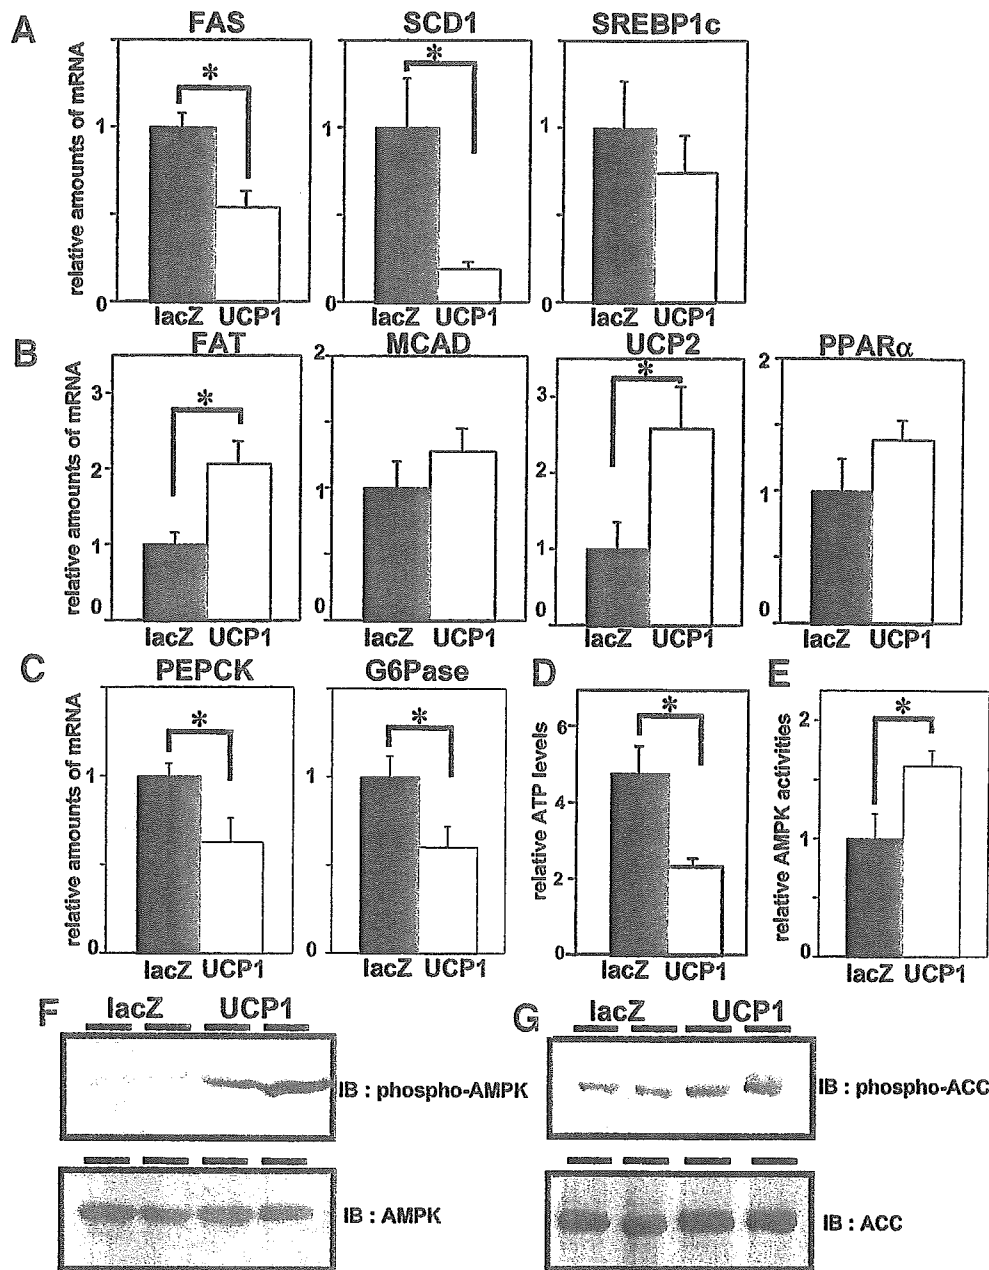 A
FAS
SCD1
SREBP1c
relative amounts of mRNA
1
0
*
lacZ UCP1
1
0
*
lacZ UCP1
1
0
lacZ UCP1
B
FAT
MCAD
UCP2
PPARα
relative amounts of mRNA
3
2
1
0
*
lacZ UCP1
2
1
0
lacZ UCP1
3
2
1
0
*
lacZ UCP1
2
1
0
lacZ UCP1
C
PEPCK
G6Pase
D
E
relative amounts of mRNA
1
0
*
lacZ UCP1
1
0
*
lacZ UCP1
relative ATP levels
6
4
2
0
*
lacZ UCP1
relative AMPK activities
2
1
0
*
lacZ UCP1
F
lacZ UCP1
IB : phospho-AMPK
IB : AMPK
G
lacZ UCP1
IB : phospho-ACC
IB : ACC